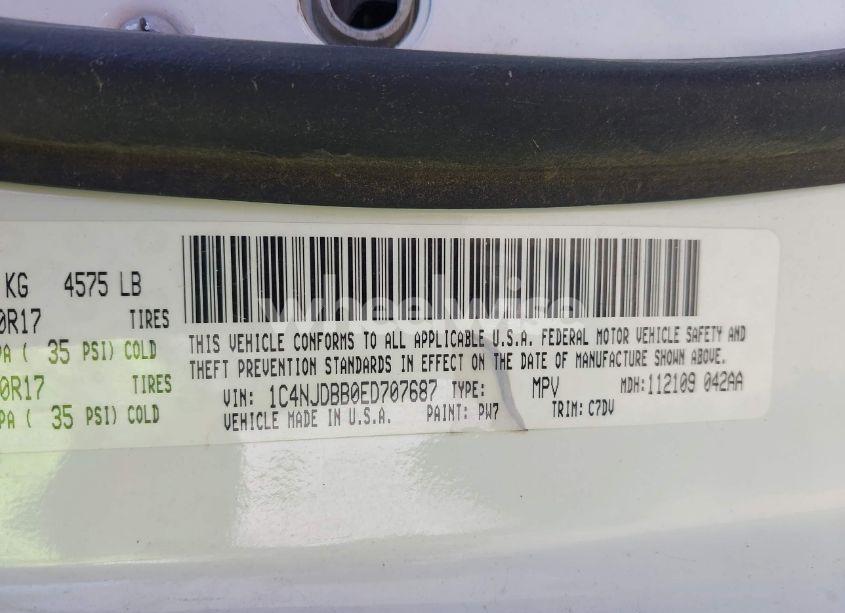 KG 4575 LB
0R17 TIRES
PA ( 35 PSI) COLD
0R17 TIRES
PA ( 35 PSI) COLD
THIS VEHICLE CONFORMS TO ALL APPLICABLE U.S.A. FEDERAL MOTOR VEHICLE SAFETY AND
THEFT PREVENTION STANDARDS IN EFFECT ON THE DATE OF MANUFACTURE SHOWN ABOVE.
VIN: 1C4NJDBB0ED707687 TYPE: MPV MDH:112109 042AA
VEHICLE MADE IN U.S.A. PAINT: PW7 TRIM: C7DV
wheelwise